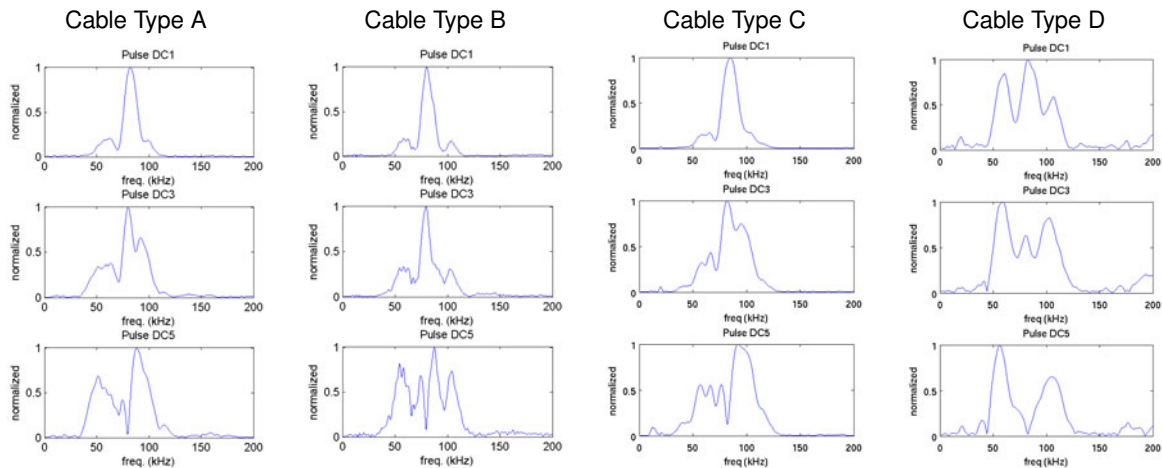 Cable Type A Cable Type B Cable Type C Cable Type D
Pulse DC1 Pulse DC1 Pulse DC1 Pulse DC1
normalized normalized normalized normalized
1 1 1 1
0.5 0.5 0.5 0.5
0 0 0 0
0 50 100 150 200 0 50 100 150 200 0 50 100 150 200 0 50 100 150 200
freq. (kHz) freq. (kHz) freq (kHz) freq (kHz)
Pulse DC3 Pulse DC3 Pulse DC3 Pulse DC3
normalized normalized normalized normalized
1 1 1 1
0.5 0.5 0.5 0.5
0 0 0 0
0 50 100 150 200 0 50 100 150 200 0 50 100 150 200 0 50 100 150 200
freq. (kHz) freq. (kHz) freq (kHz) freq (kHz)
Pulse DC5 Pulse DC5 Pulse DC5 Pulse DC5
normalized normalized normalized normalized
1 1 1 1
0.5 0.5 0.5 0.5
0 0 0 0
0 50 100 150 200 0 50 100 150 200 0 50 100 150 200 0 50 100 150 200
freq. (kHz) freq. (kHz) freq (kHz) freq (kHz)